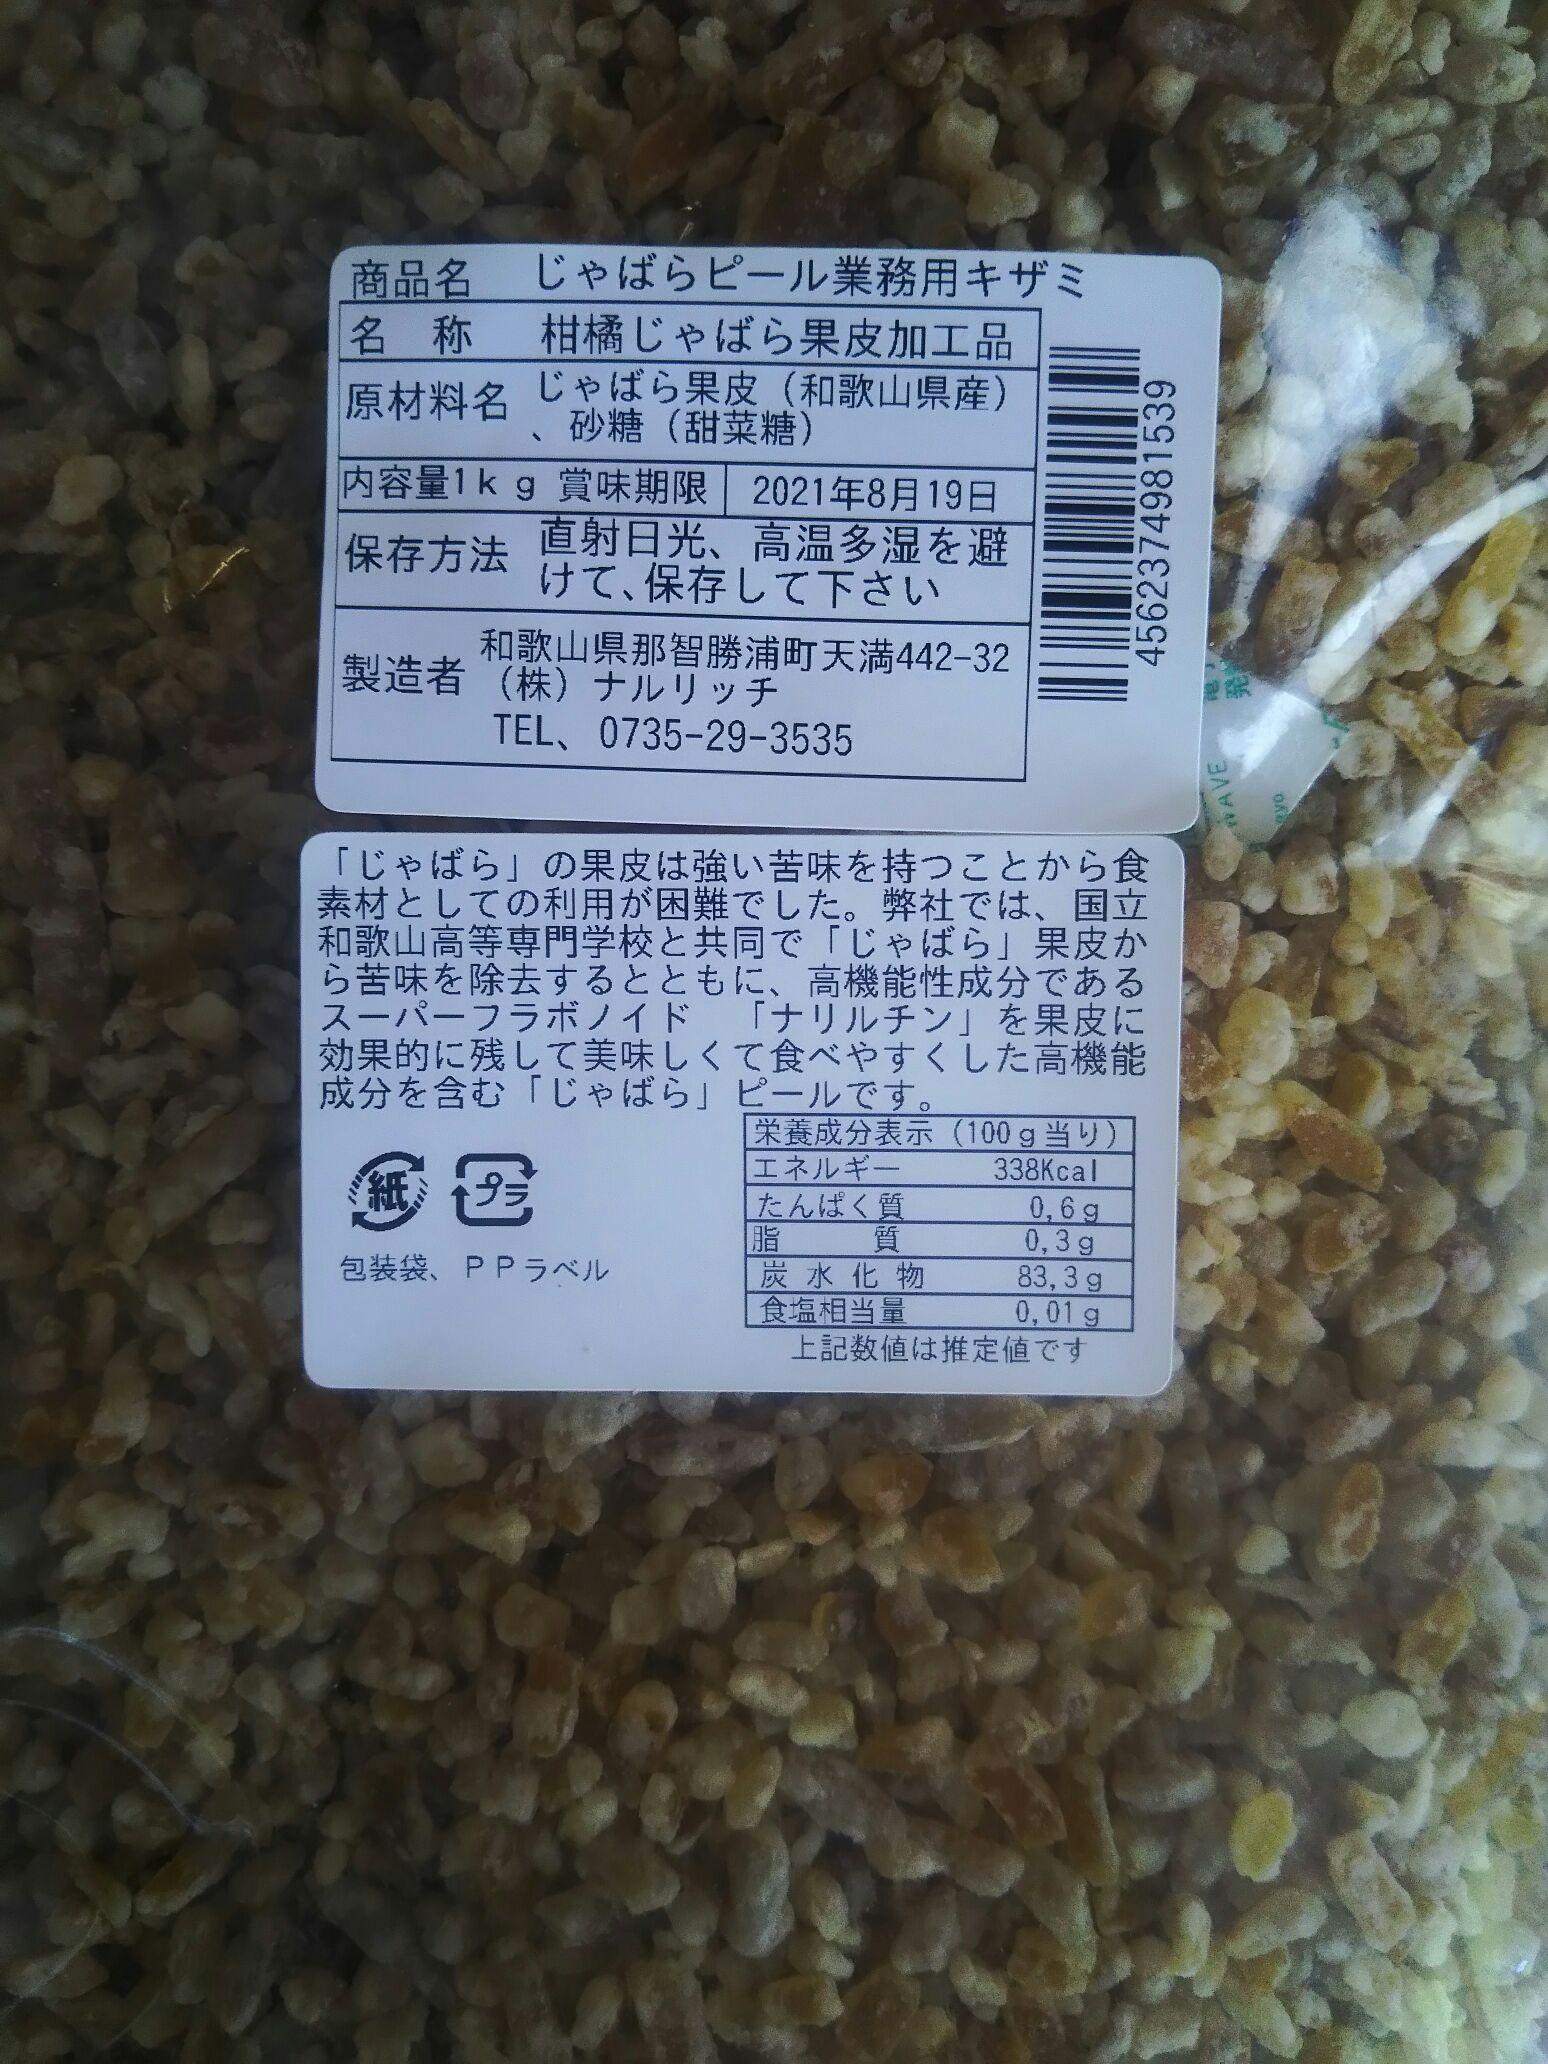 商品名 じゃばらピール業務用キザミ
名 称 柑橘じゃばら果皮加工品
原材料名 じゃばら果皮（和歌山県産）
、砂糖（甜菜糖）
内容量1kg 賞味期限 2021年8月19日
保存方法 直射日光、高温多湿を避
けて、保存して下さい
製造者 和歌山県那智勝浦町天満442-32
（株）ナルリッチ
TEL、0735-29-3535
4562374981539
「じゃばら」の果皮は強い苦味を持つことから食
素材としての利用が困難でした。弊社では、国立
和歌山高等専門学校と共同で「じゃばら」果皮か
ら苦味を除去するとともに、高機能性成分である
スーパーフラボノイド 「ナリルチン」を果皮に
効果的に残して美味しくて食べやすくした高機能
成分を含む「じゃばら」ピールです。
栄養成分表示（100g当り）
エネルギー 338Kcal
たんぱく質 0,6g
脂 質 0,3g
炭水化物 83,3g
食塩相当量 0,01g
上記数値は推定値です
紙 プラ
包装袋、PPラベル